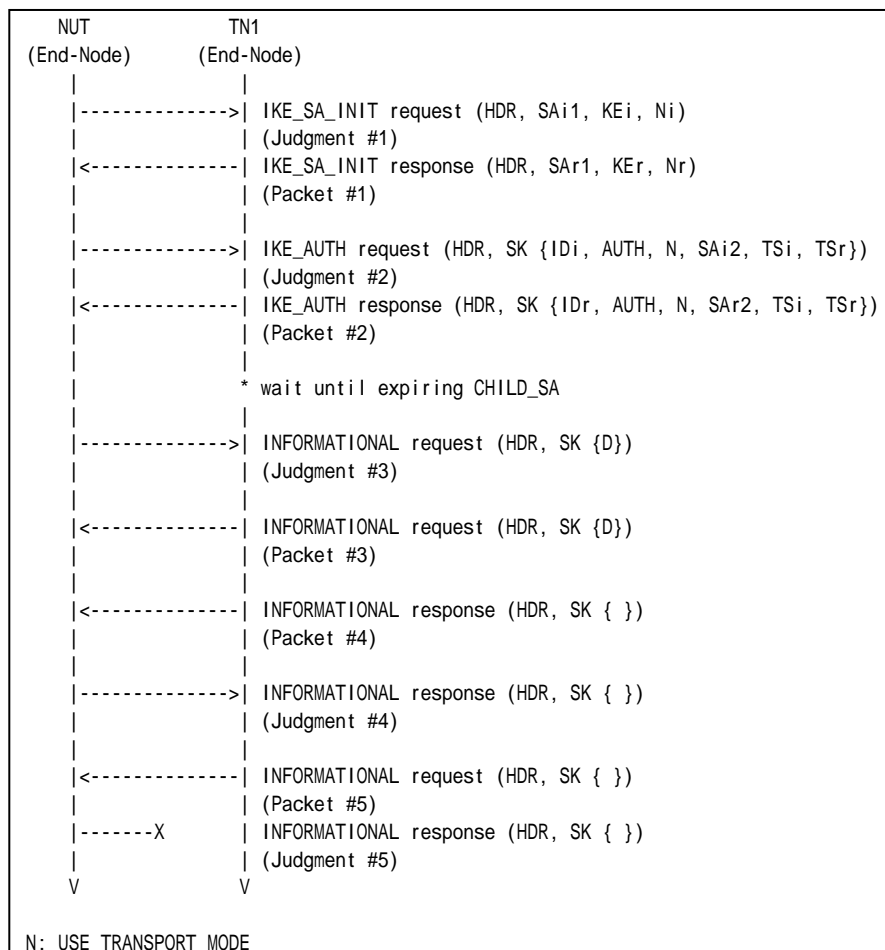 NUT TN1
(End-Node) (End-Node)
| |
|-------------->| IKE_SA_INIT request (HDR, SAi1, KEi, Ni)
| | (Judgment #1)
|<--------------| IKE_SA_INIT response (HDR, SAr1, KEr, Nr)
| | (Packet #1)
| |
|-------------->| IKE_AUTH request (HDR, SK {IDi, AUTH, N, SAi2, TSi, TSr})
| | (Judgment #2)
|<--------------| IKE_AUTH response (HDR, SK {IDr, AUTH, N, SAr2, TSi, TSr})
| | (Packet #2)
| |
| * wait until expiring CHILD_SA
| |
|-------------->| INFORMATIONAL request (HDR, SK {D})
| | (Judgment #3)
| |
|<--------------| INFORMATIONAL request (HDR, SK {D})
| | (Packet #3)
| |
|<--------------| INFORMATIONAL response (HDR, SK { })
| | (Packet #4)
| |
|-------------->| INFORMATIONAL response (HDR, SK { })
| | (Judgment #4)
| |
|<--------------| INFORMATIONAL request (HDR, SK { })
| | (Packet #5)
|-------X | INFORMATIONAL response (HDR, SK { })
| | (Judgment #5)
V V
N: USE TRANSPORT MODE